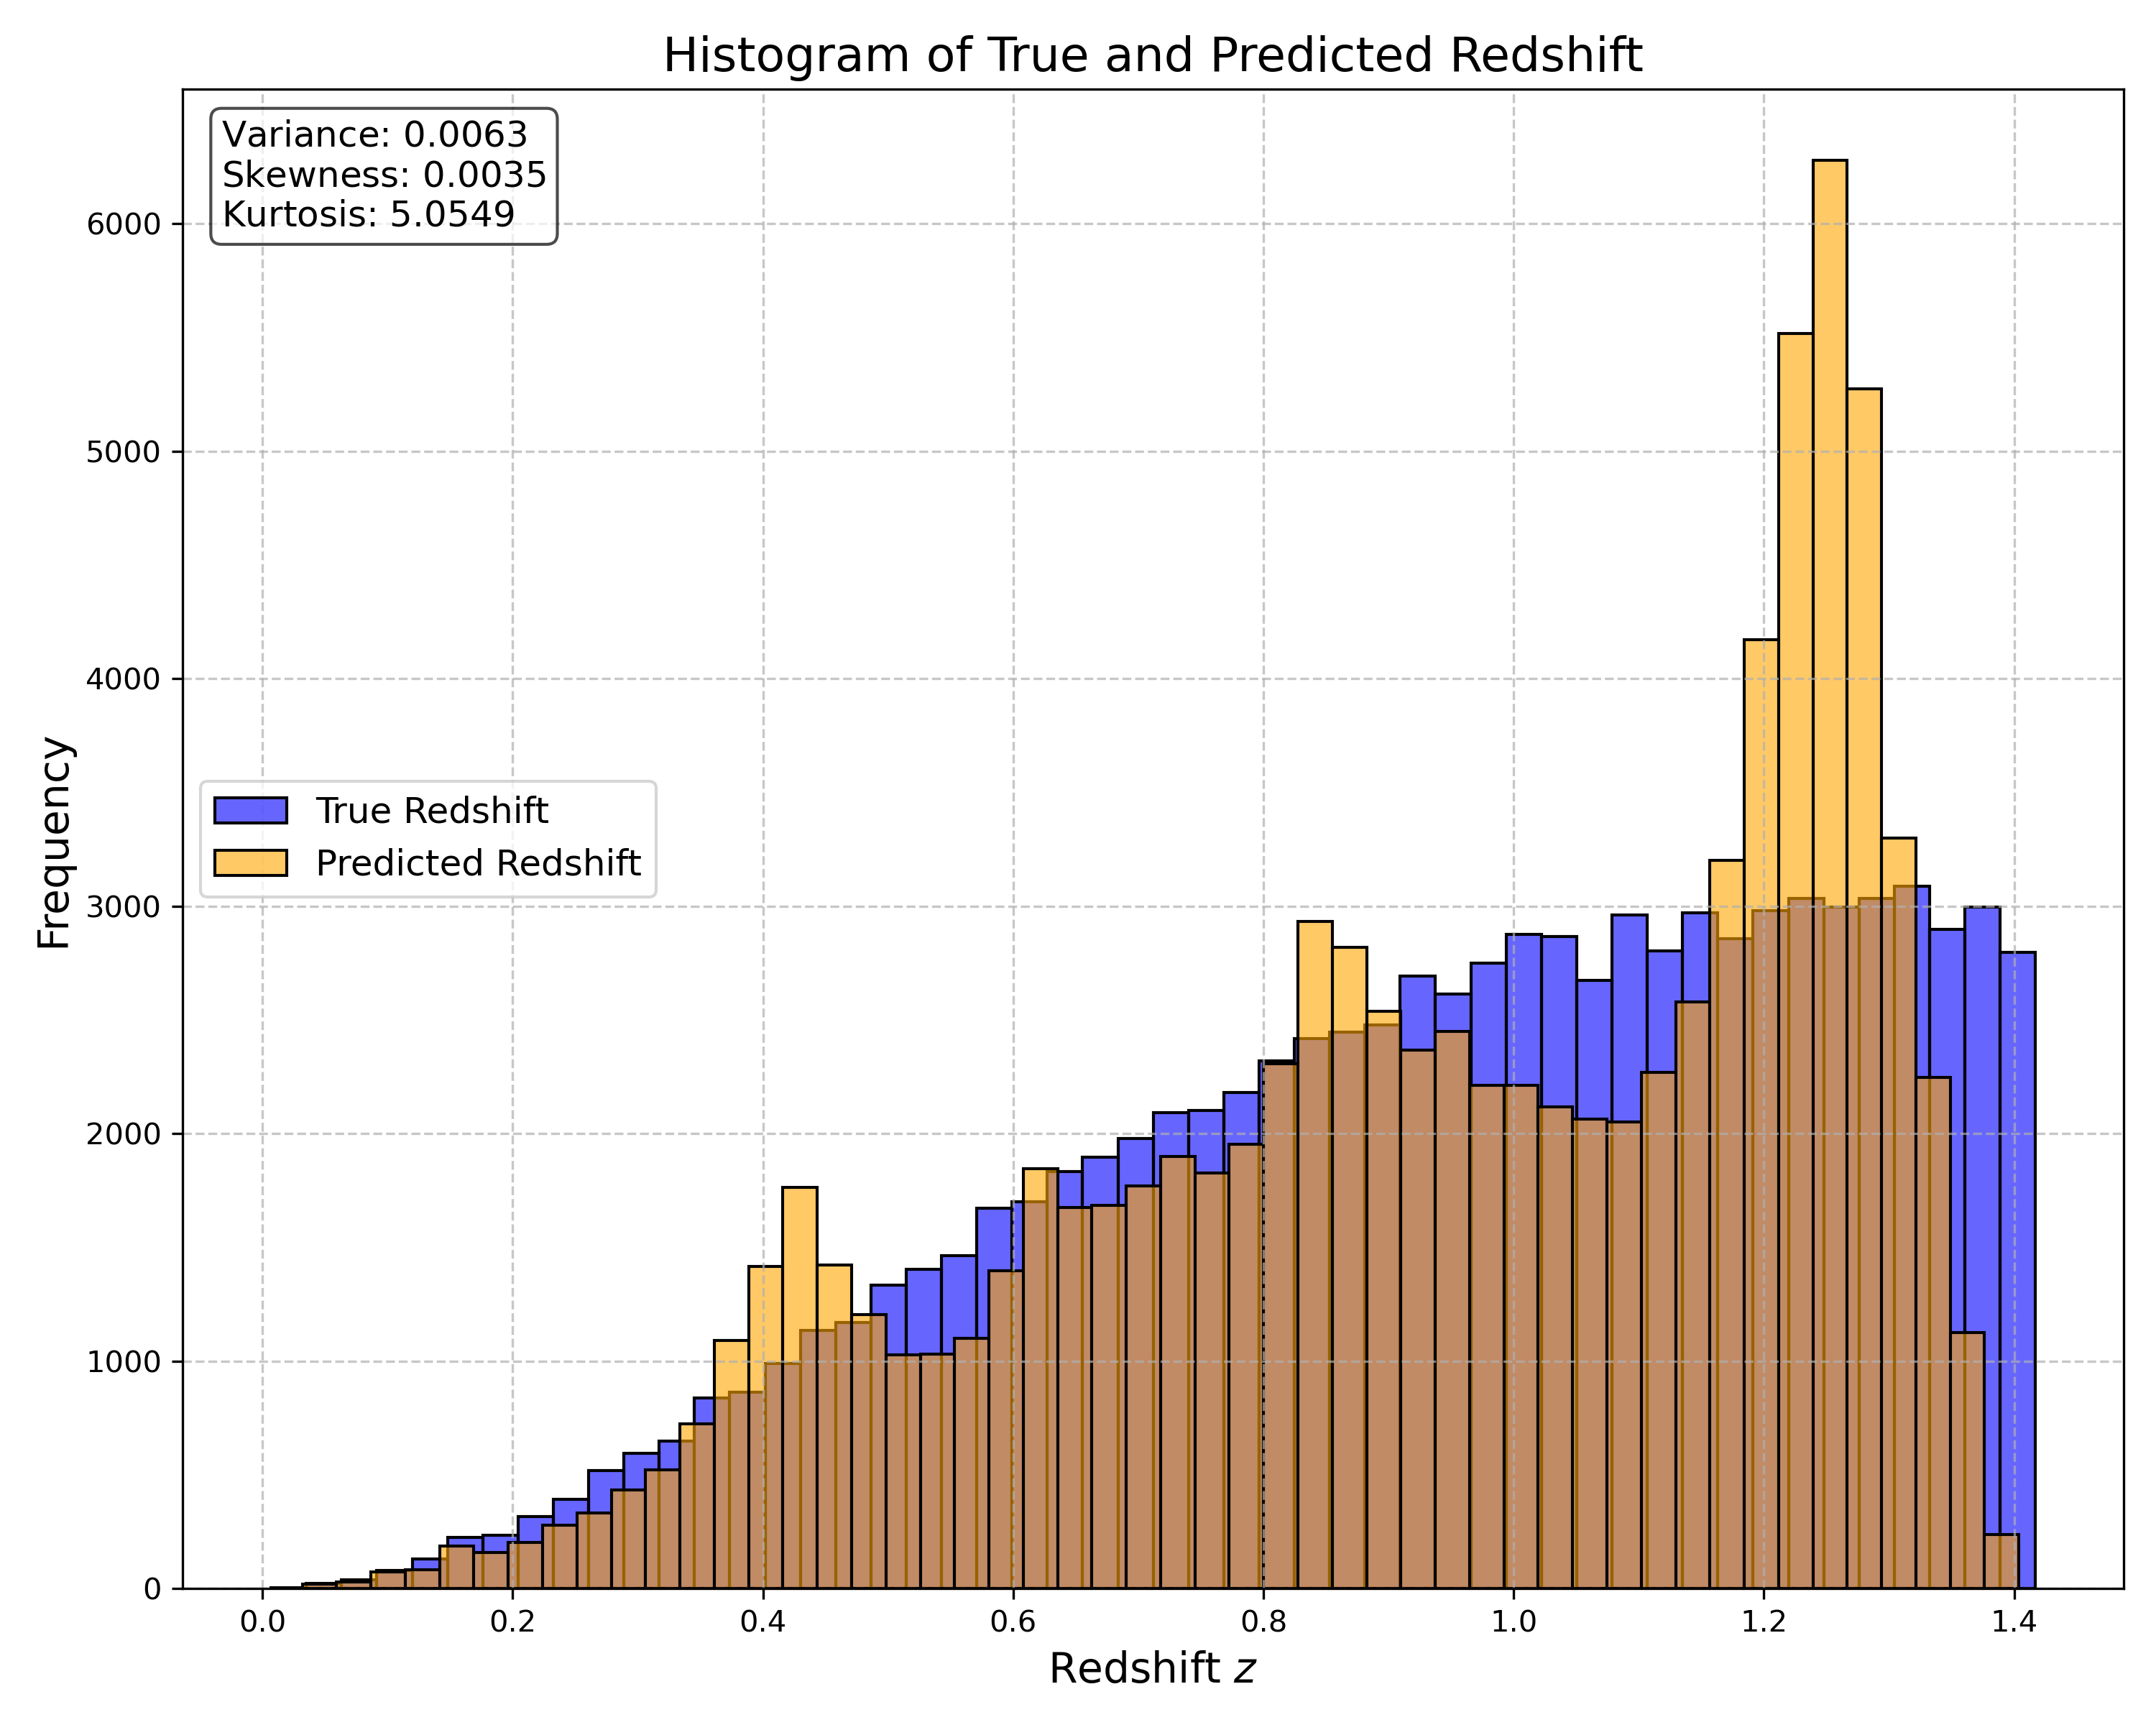 Histogram of True and Predicted Redshift
Variance: 0.0063
Skewness: 0.0035
Kurtosis: 5.0549
6000
5000
4000
3000
2000
1000
0
Frequency
True Redshift
Predicted Redshift
0.0 0.2 0.4 0.6 0.8 1.0 1.2 1.4
Redshift z